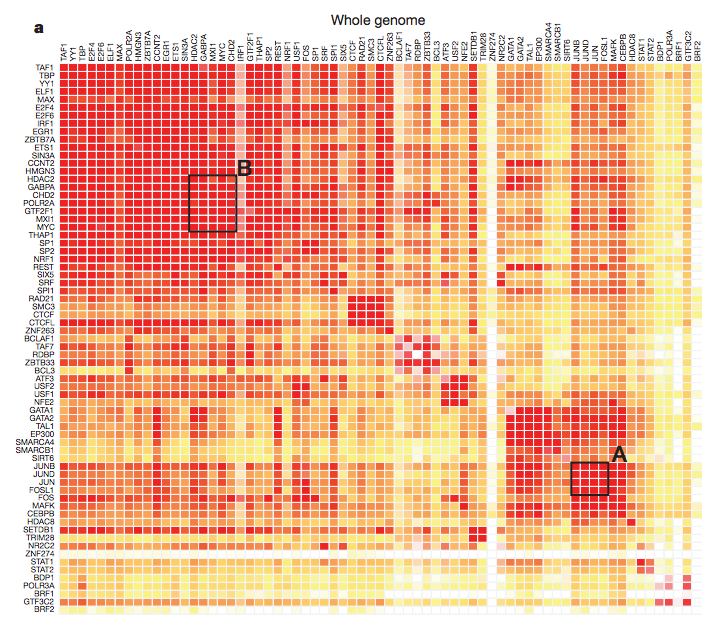 Whole genome
a
TAF1 YY1 TBP E2F4 E2F6 ELF1 MAX POLR2A HMGN3 ZBTB7A CCNT2 EGR1 ETS1 SIN3A HDAC2 GABPA MXI1 MYC CHD2 IRF1 GTF2F1 THAP1 SP2 REST NRF1 USF1 FOS SP1 SRF SPI1 SIX5 CTCF RAD21 SMC3 CTCFL ZNF263 BCLAF1 TAF7 RDBP ZBTB33 BCL3 ATF3 USF2 NFE2 SETDB1 TRIM28 ZNF274 NR2C2 GATA1 GATA2 TAL1 EP300 SMARCA4 SMARCB1 SIRT6 JUNB JUND JUN FOSL1 MAFK CEBPB HDAC8 STAT1 STAT2 BDP1 POLR3A BRF1 GTF3C2 BRF2
TAF1
TBP
YY1
ELF1
MAX
E2F4
E2F6
IRF1
EGR1
ZBTB7A
ETS1
SIN3A
CCNT2
HMGN3
HDAC2
GABPA
CHD2
POLR2A
GTF2F1
MXI1
MYC
THAP1
SP1
SP2
NRF1
REST
SIX5
SRF
SPI1
RAD21
SMC3
CTCF
CTCFL
ZNF263
BCLAF1
TAF7
RDBP
ZBTB33
BCL3
ATF3
USF2
USF1
NFE2
GATA1
GATA2
TAL1
EP300
SMARCA4
SMARCB1
SIRT6
JUNB
JUND
JUN
FOSL1
FOS
MAFK
CEBPB
HDAC8
SETDB1
TRIM28
NR2C2
ZNF274
STAT1
STAT2
BDP1
POLR3A
BRF1
GTF3C2
BRF2
B
A